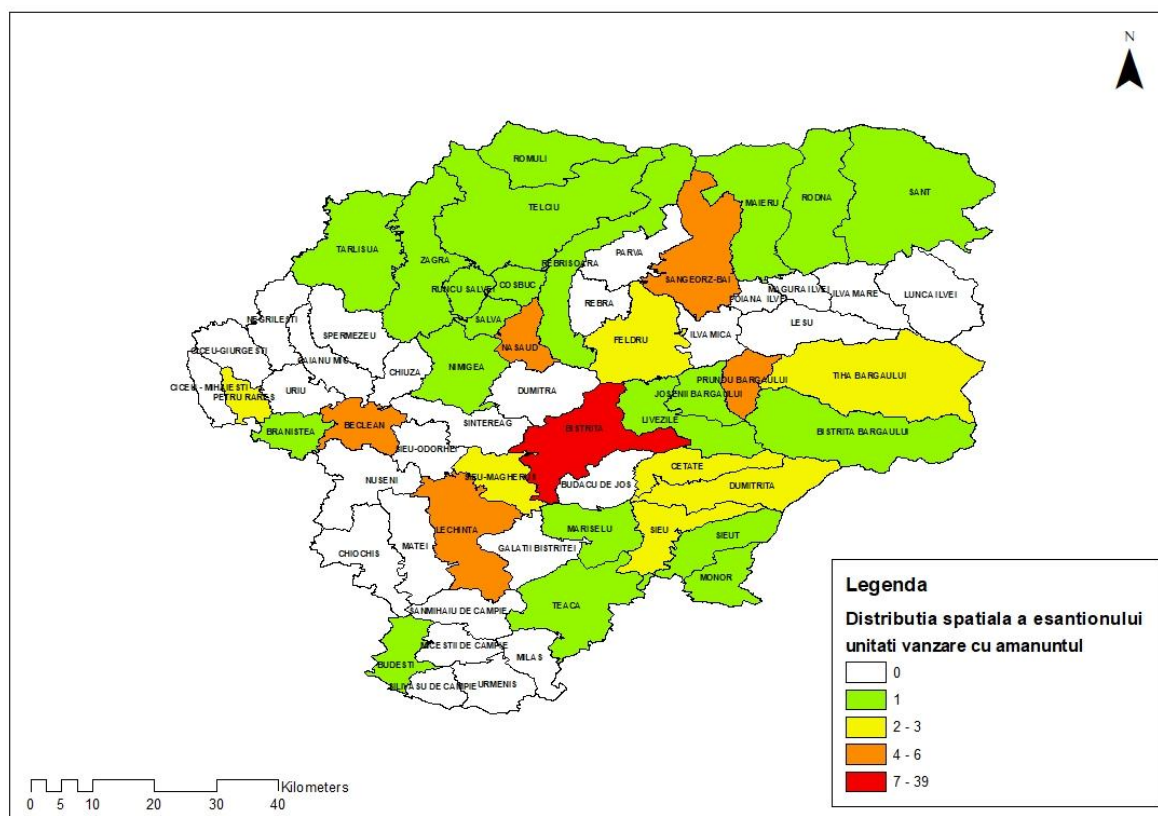 N
ROMULI
TELCIU
SANT
RODNA
MAIERU
TARLISUA
ZAGRA
PARVA
REBRISOARA
SANGEORZ-BAI
RUNCU SALVEI
COSBUC
REBRA
MAGURA ILVEI
ILVA MARE
LUNCA ILVEI
POIANA ILVEI
NEGRILESTI
SALVA
LESU
SPERMEZEU
ILVA MICA
NASAUD
FELDRU
CICEU-GIURGESTI
CAIANU MIC
CHIUZA
NIMIGEA
TIHA BARGAULUI
PRUNDU BARGAULUI
CICEU - MIHAIESTI
URIU
DUMITRA
PETRU RARES
JOSENII BARGAULUI
LIVEZILE
BECLEAN
SINTEREAG
BISTRITA
BRANISTEA
BISTRITA BARGAULUI
SIEU-ODORHEI
CETATE
SIEU-MAGHERUS
NUSENI
BUDACU DE JOS
DUMITRITA
LECHINTA
MARISELU
SIEU
SIEUT
MATEI
GALATII BISTRITEI
CHIOCHIS
MONOR
TEACA
SANMIHAIU DE CAMPIE
MICESTII DE CAMPIE
MILAS
BUDESTI
SILIVASU DE CAMPIE
URMENIS
Legenda
Distributia spatiala a esantionului
unitati vanzare cu amanuntul
0
1
2 - 3
4 - 6
7 - 39
Kilometers
0 5 10 20 30 40